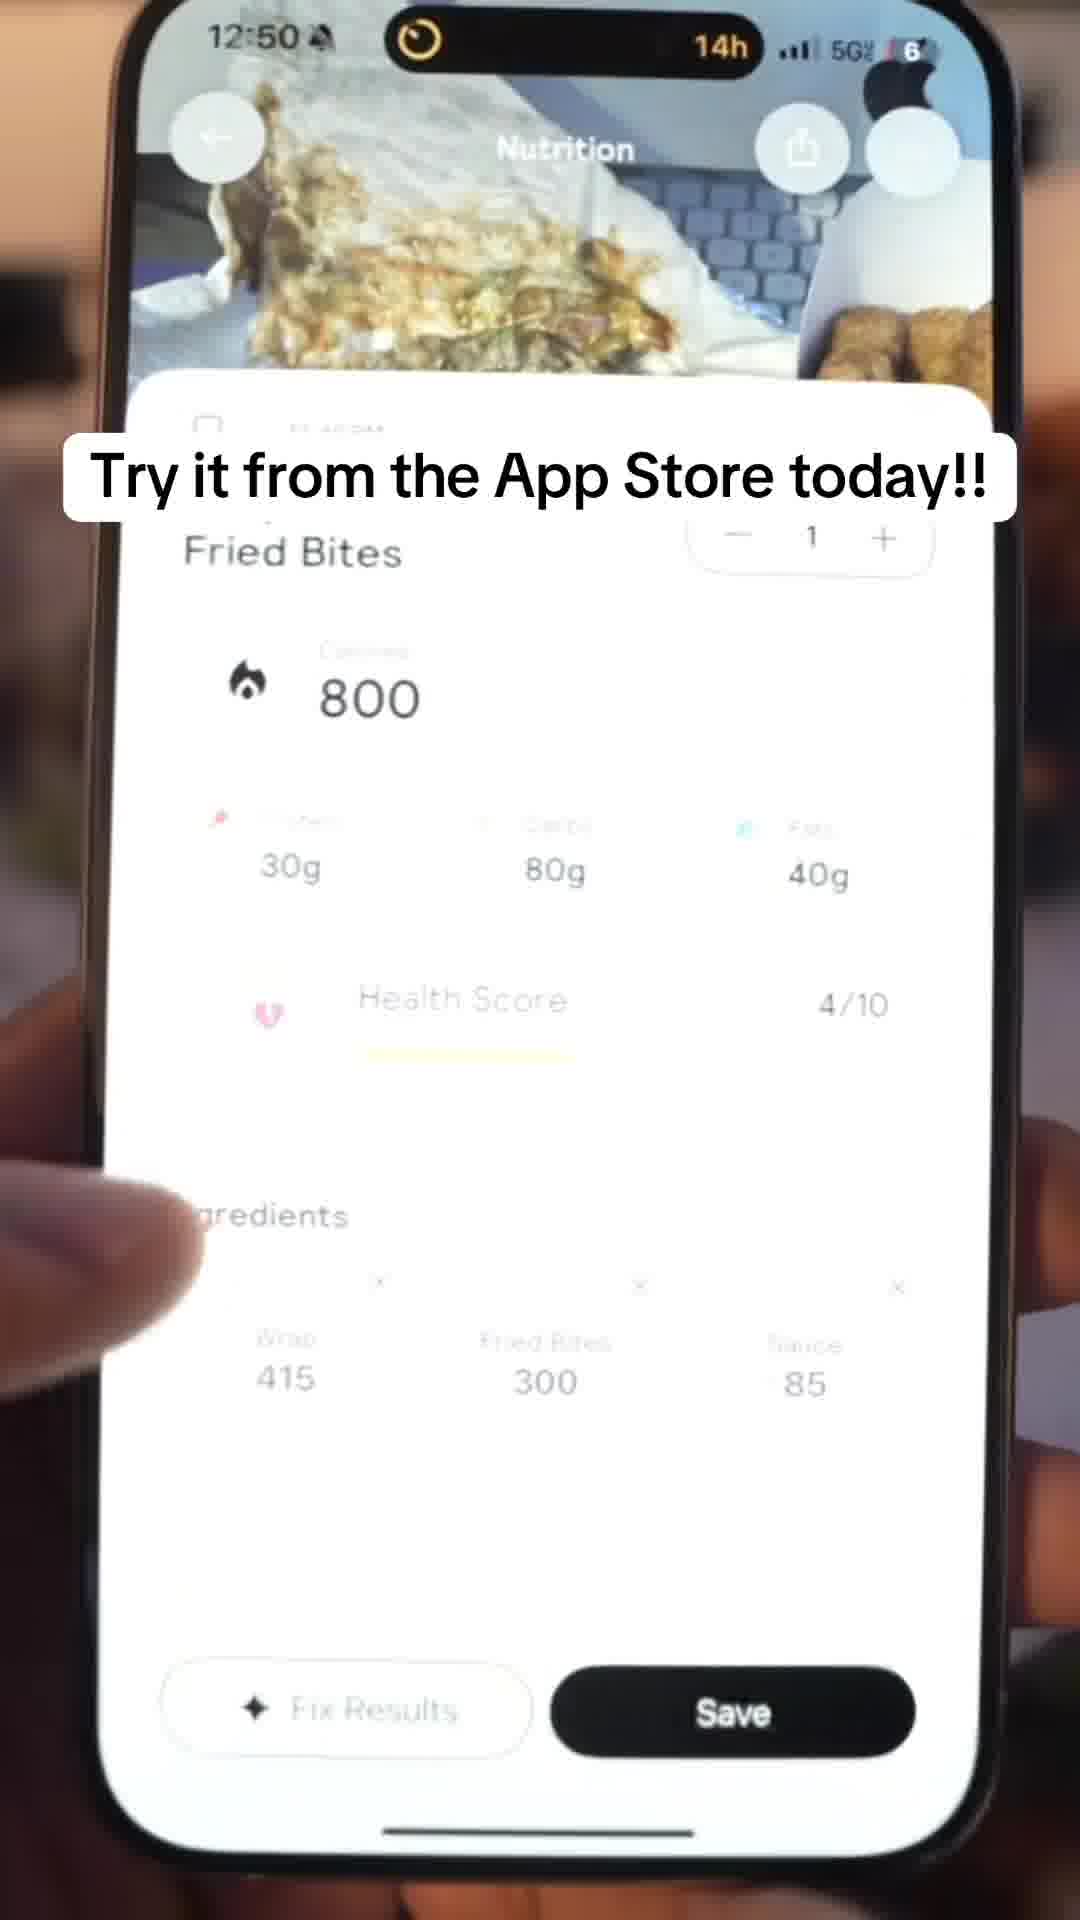 12:50
14h
5G
6
Nutrition
Try it from the App Store today!!
Fried Bites
1
Calories
800
Protein
Carbs
Fats
30g
80g
40g
Health Score
4/10
gredients
Wrap
Fried Bites
Sauce
415
300
85
Fix Results
Save